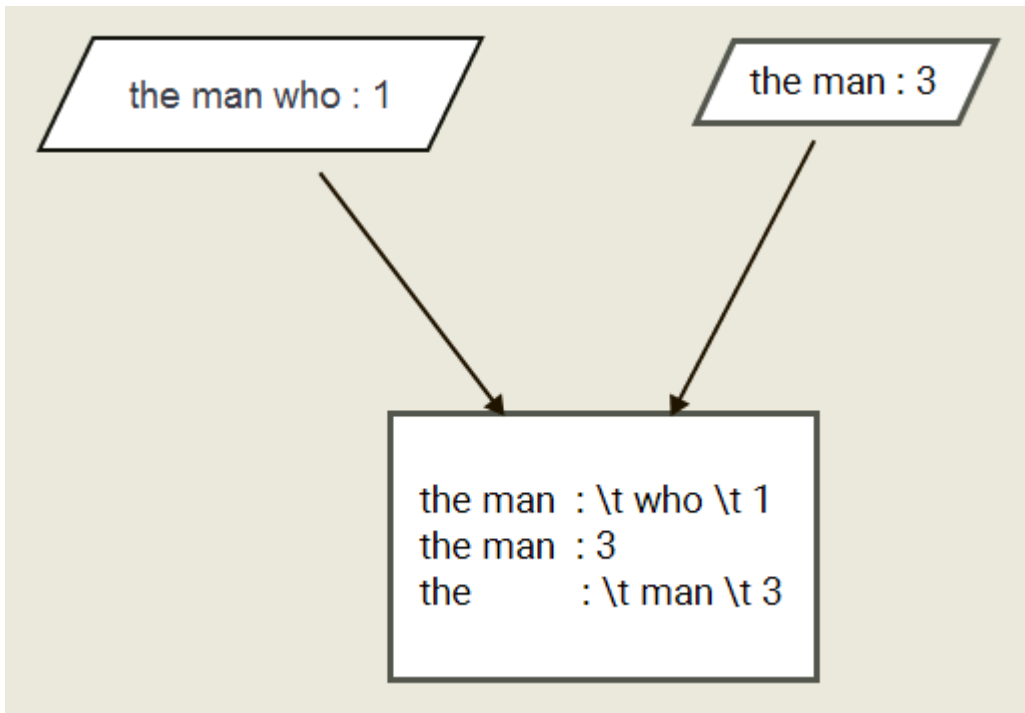 the man who : 1
the man : 3
the man : \t who \t 1
the man : 3
the : \t man \t 3